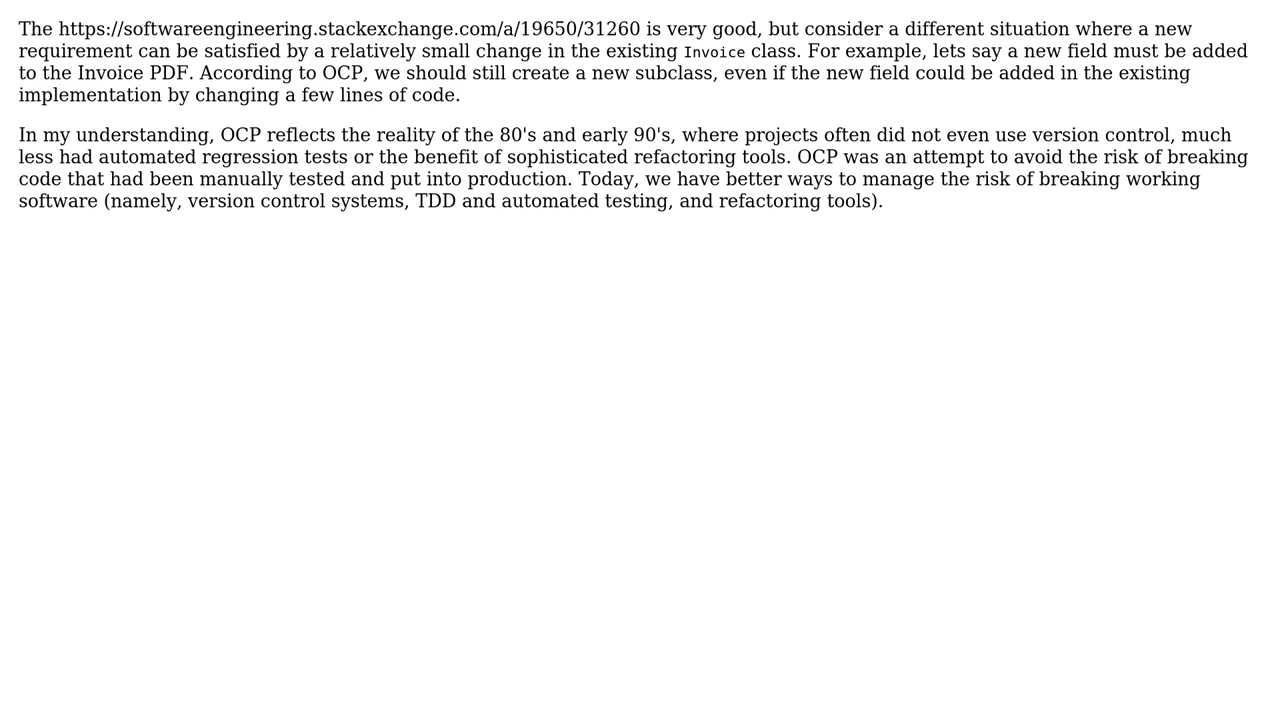 The https://softwareengineering.stackexchange.com/a/19650/31260 is very good, but consider a different situation where a new
requirement can be satisfied by a relatively small change in the existing Invoice class. For example, lets say a new field must be added
to the Invoice PDF. According to OCP, we should still create a new subclass, even if the new field could be added in the existing
implementation by changing a few lines of code.
In my understanding, OCP reflects the reality of the 80's and early 90's, where projects often did not even use version control, much
less had automated regression tests or the benefit of sophisticated refactoring tools. OCP was an attempt to avoid the risk of breaking
code that had been manually tested and put into production. Today, we have better ways to manage the risk of breaking working
software (namely, version control systems, TDD and automated testing, and refactoring tools).